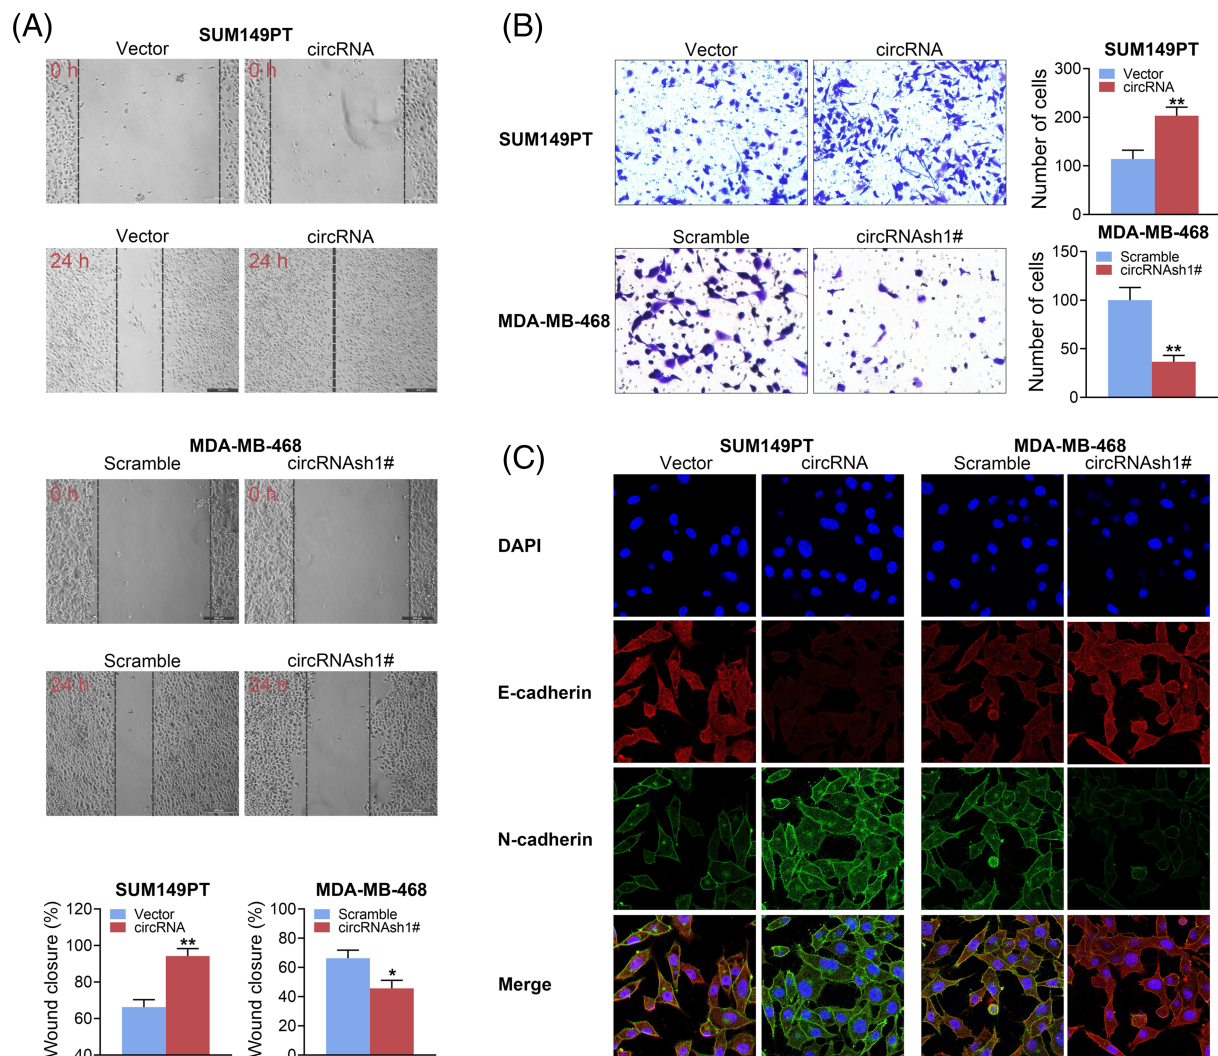 (A)
SUM149PT
Vector circRNA
0 h 0 h
Vector circRNA
24 h 24 h
MDA-MB-468
Scramble circRNAsh1#
0 h 0 h
Scramble circRNAsh1#
24 h 24 h
SUM149PT
Wound closure (%)
120
100
80
60
40
Vector
circRNA
**
MDA-MB-468
Wound closure (%)
100
80
60
40
20
0
Scramble
circRNAsh1#
*
(B)
Vector circRNA
SUM149PT
Scramble circRNAsh1#
MDA-MB-468
SUM149PT
Number of cells
300
200
100
0
Vector
circRNA
**
MDA-MB-468
Number of cells
150
100
50
0
Scramble
circRNAsh1#
**
(C)
SUM149PT MDA-MB-468
Vector circRNA Scramble circRNAsh1#
DAPI
E-cadherin
N-cadherin
Merge